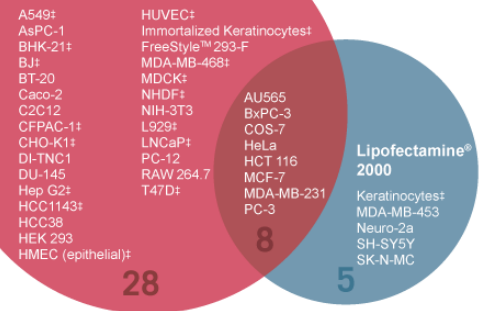 A549‡
AsPC-1
BHK-21‡
BJ‡
BT-20
Caco-2
C2C12
CFPAC-1‡
CHO-K1‡
DI-TNC1
DU-145
Hep G2‡
HCC1143‡
HCC38
HEK 293
HMEC (epithelial)‡
HUVEC‡
Immortalized Keratinocytes‡
FreeStyle™ 293-F
MDA-MB-468‡
MDCK‡
NHDF‡
NIH-3T3
L929‡
LNCaP‡
PC-12
RAW 264.7
T47D‡
28
AU565
BxPC-3
COS-7
HeLa
HCT 116
MCF-7
MDA-MB-231
PC-3
8
Lipofectamine®
2000
Keratinocytes‡
MDA-MB-453
Neuro-2a
SH-SY5Y
SK-N-MC
5